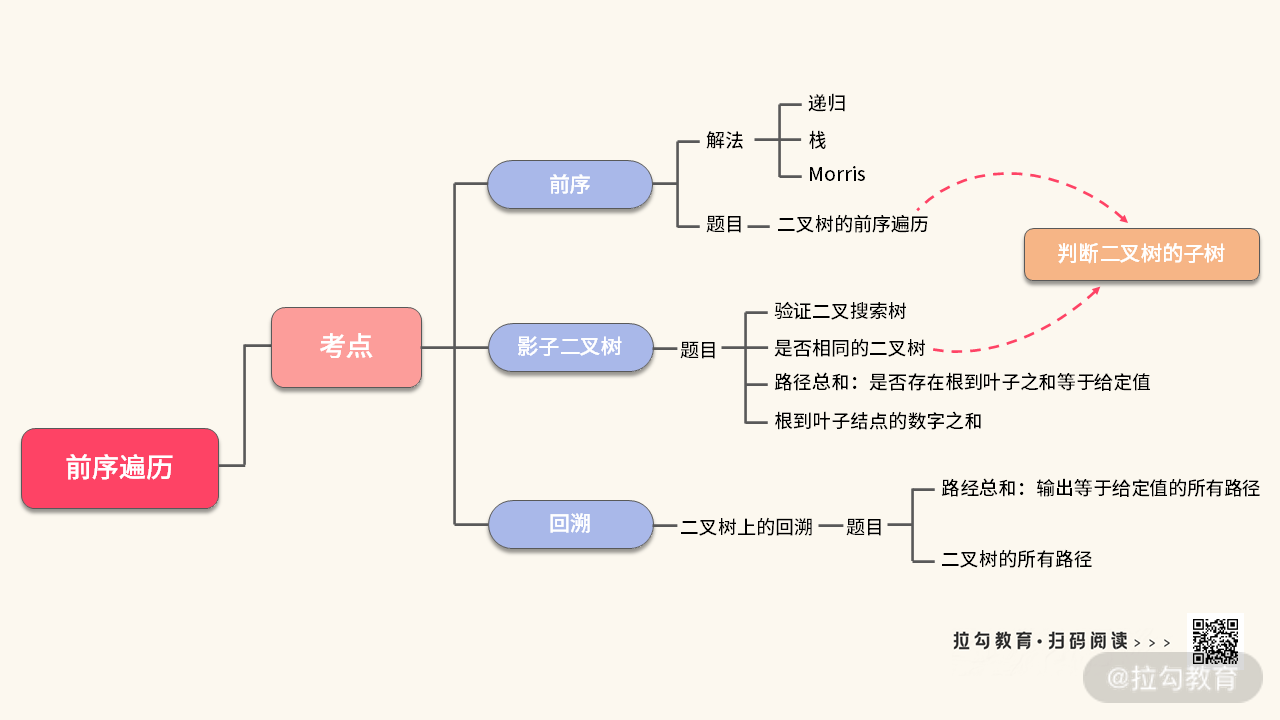 前序遍历
考点
前序
解法
递归
栈
Morris
题目
二叉树的前序遍历
判断二叉树的子树
影子二叉树
题目
验证二叉搜索树
是否相同的二叉树
路径总和：是否存在根到叶子之和等于给定值
根到叶子结点的数字之和
回溯
二叉树上的回溯
题目
路经总和：输出等于给定值的所有路径
二叉树的所有路径
拉勾教育·扫码阅读>>>
@拉勾教育